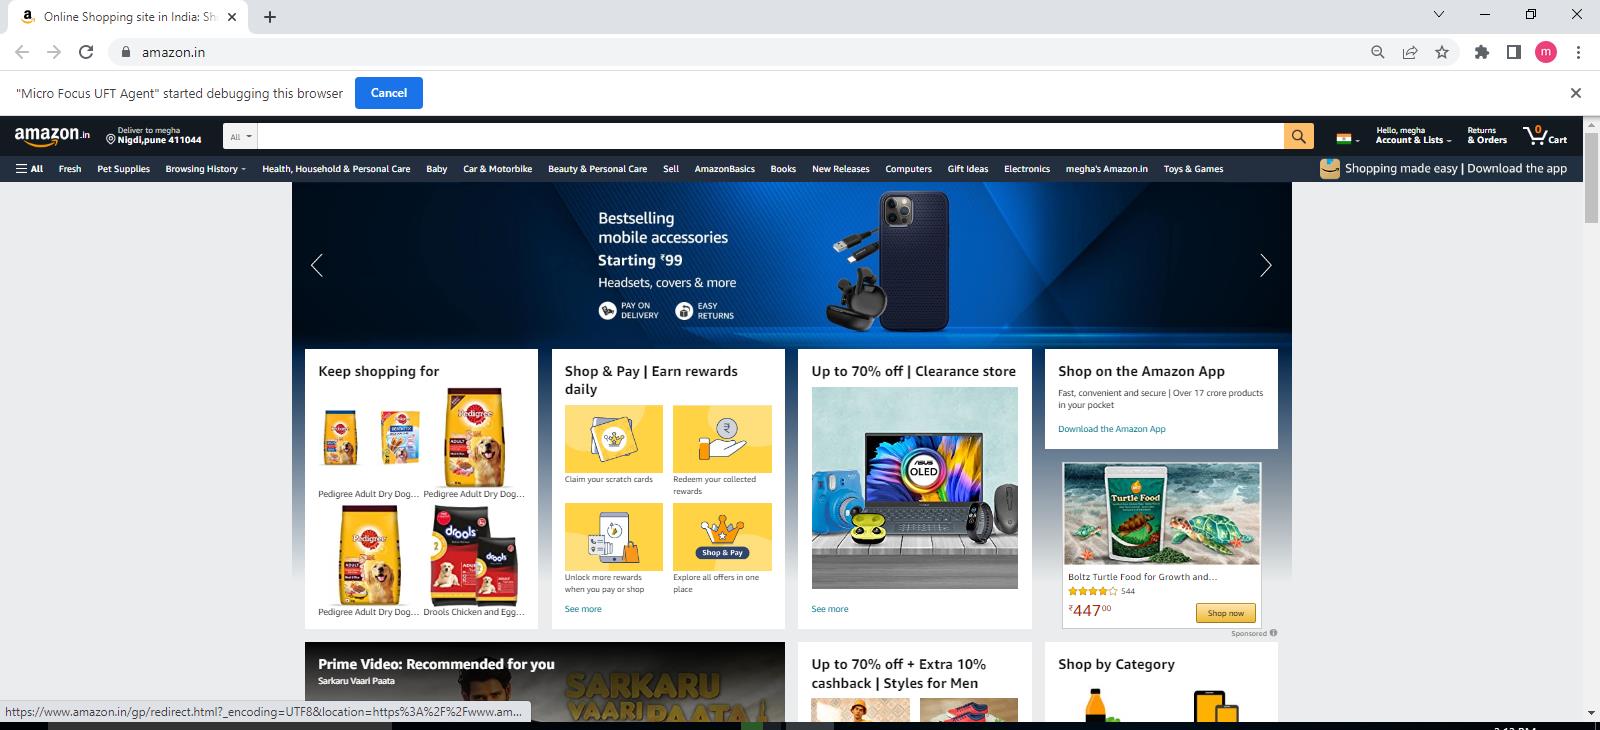 Online Shopping site in India: Sh
amazon.in
m
"Micro Focus UFT Agent" started debugging this browser
Cancel
amazon.in
Deliver to megha
Nigdi,pune 411044
All
Hello, megha
Account & Lists
Returns
& Orders
0
Cart
All
Fresh
Pet Supplies
Browsing History
Health, Household & Personal Care
Baby
Car & Motorbike
Beauty & Personal Care
Sell
AmazonBasics
Books
New Releases
Computers
Gift Ideas
Electronics
megha's Amazon.in
Toys & Games
Shopping made easy | Download the app
Bestselling
mobile accessories
Starting ₹99
Headsets, covers & more
PAY ON
DELIVERY
EASY
RETURNS
Keep shopping for
Pedigree
Pedigree Adult Dry Dog...
Pedigree Adult Dry Dog...
Pedigree
drools
drools
Pedigree Adult Dry Dog...
Drools Chicken and Egg...
Shop & Pay | Earn rewards
daily
Claim your scratch cards
Redeem your collected
rewards
Shop & Pay
Unlock more rewards
when you pay or shop
Explore all offers in one
place
See more
Up to 70% off | Clearance store
ASUS
OLED
See more
Shop on the Amazon App
Fast, convenient and secure | Over 17 crore products
in your pocket
Download the Amazon App
Turtle Food
Boltz Turtle Food for Growth and...
544
₹44700
Shop now
Sponsored
Prime Video: Recommended for you
Sarkaru Vaari Paata
SARKARU
VAARI PAATA
Up to 70% off + Extra 10%
cashback | Styles for Men
Shop by Category
https://www.amazon.in/gp/redirect.html?_encoding=UTF8&location=https%3A%2F%2Fwww.am...